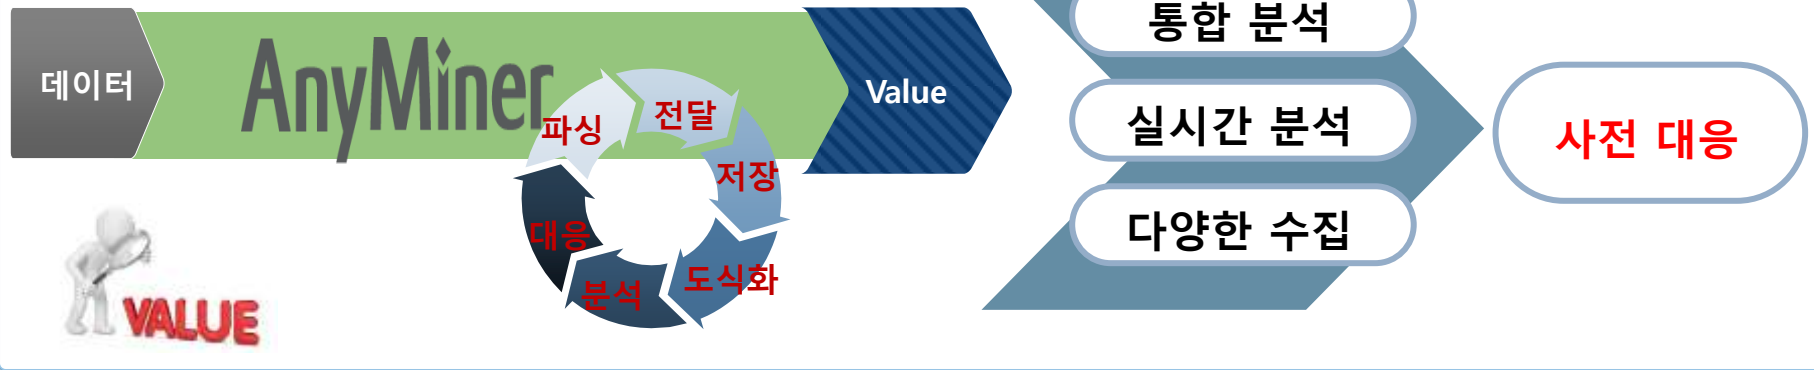 데이터
AnyMiner
Value
파싱
전달
저장
도식화
분석
대응
VALUE
통합 분석
실시간 분석
다양한 수집
사전 대응